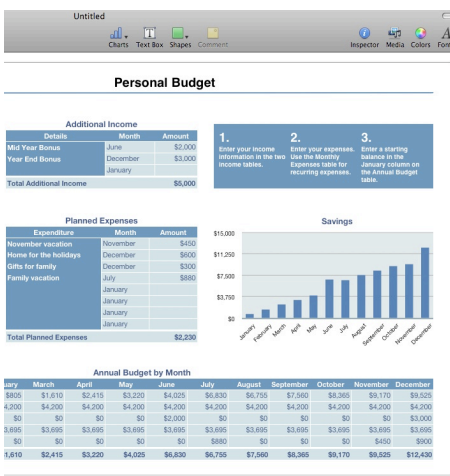 Untitled
Charts Text Box Shapes Comment Inspector Media Colors
Personal Budget
Additional Income
Details Month Amount
Mid Year Bonus June $2,000
Year End Bonus December $3,000
January
Total Additional Income $5,000
1.
Enter your income
information in the two
income tables.
2.
Enter your expenses.
Use the Monthly
Expenses table for
recurring expenses.
3.
Enter a starting
balance in the
January column on
the Annual Budget
table.
Planned Expenses
Expenditure Month Amount
November vacation November $450
Home for the holidays December $600
Gifts for family December $300
Family vacation July $880
January
January
January
January
Total Planned Expenses $2,230
Savings
$15,000
$11,250
$7,500
$3,750
$0
January February March April May June July August September October November December
Annual Budget by Month
uary March April May June July August September October November December
$805 $1,610 $2,415 $3,220 $4,025 $6,830 $6,755 $7,560 $8,365 $9,170 $9,525
4,200 $4,200 $4,200 $4,200 $4,200 $4,200 $4,200 $4,200 $4,200 $4,200 $4,200
$0 $0 $0 $0 $2,000 $0 $0 $0 $0 $0 $3,000
3,695 $3,695 $3,695 $3,695 $3,695 $3,695 $3,695 $3,695 $3,695 $3,695 $3,695
$0 $0 $0 $0 $0 $880 $0 $0 $0 $450 $900
1,610 $2,415 $3,220 $4,025 $6,830 $6,755 $7,560 $8,365 $9,170 $9,525 $12,430